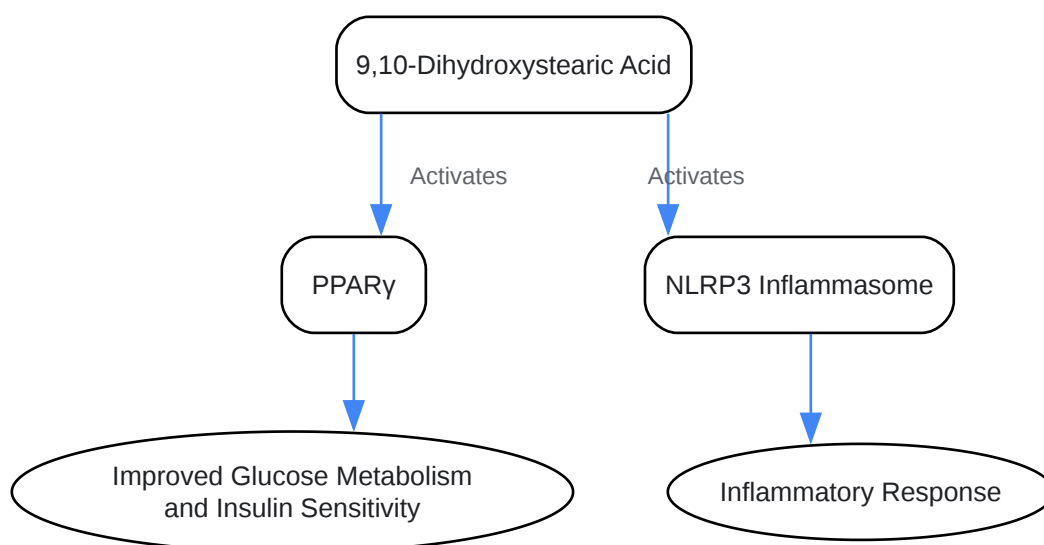 9,10-Dihydroxystearic Acid
Activates
Activates
PPARγ
NLRP3 Inflammasome
Improved Glucose Metabolism
and Insulin Sensitivity
Inflammatory Response